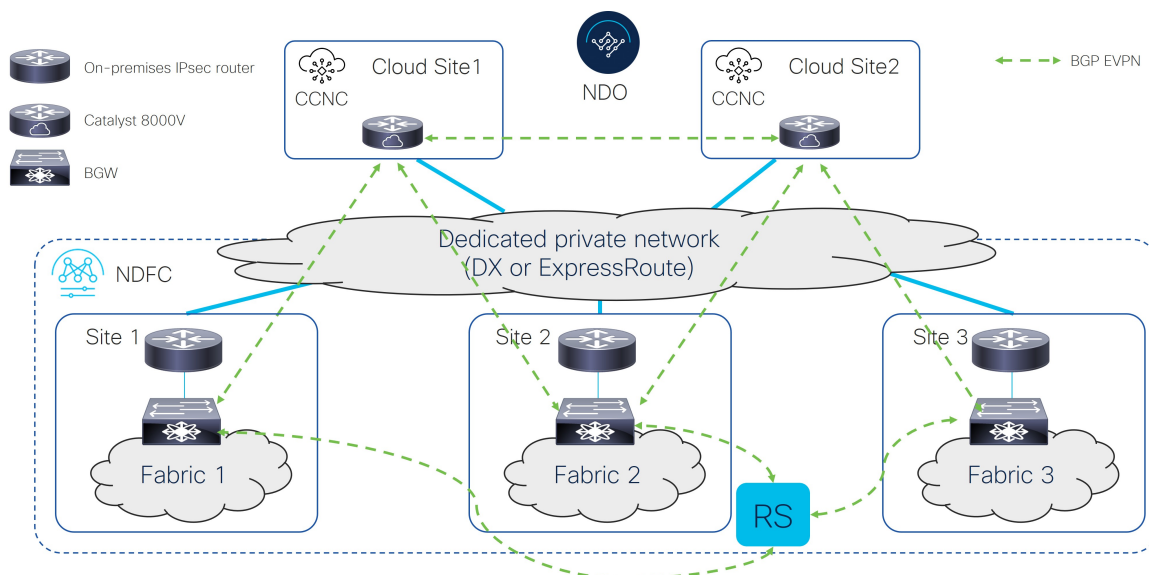 On-premises IPsec router
Catalyst 8000V
BGW
Cloud Site1
CCNC
NDO
Cloud Site2
CCNC
BGP EVPN
Dedicated private network
(DX or ExpressRoute)
NDFC
Site 1
Site 2
Site 3
Fabric 1
Fabric 2
Fabric 3
RS